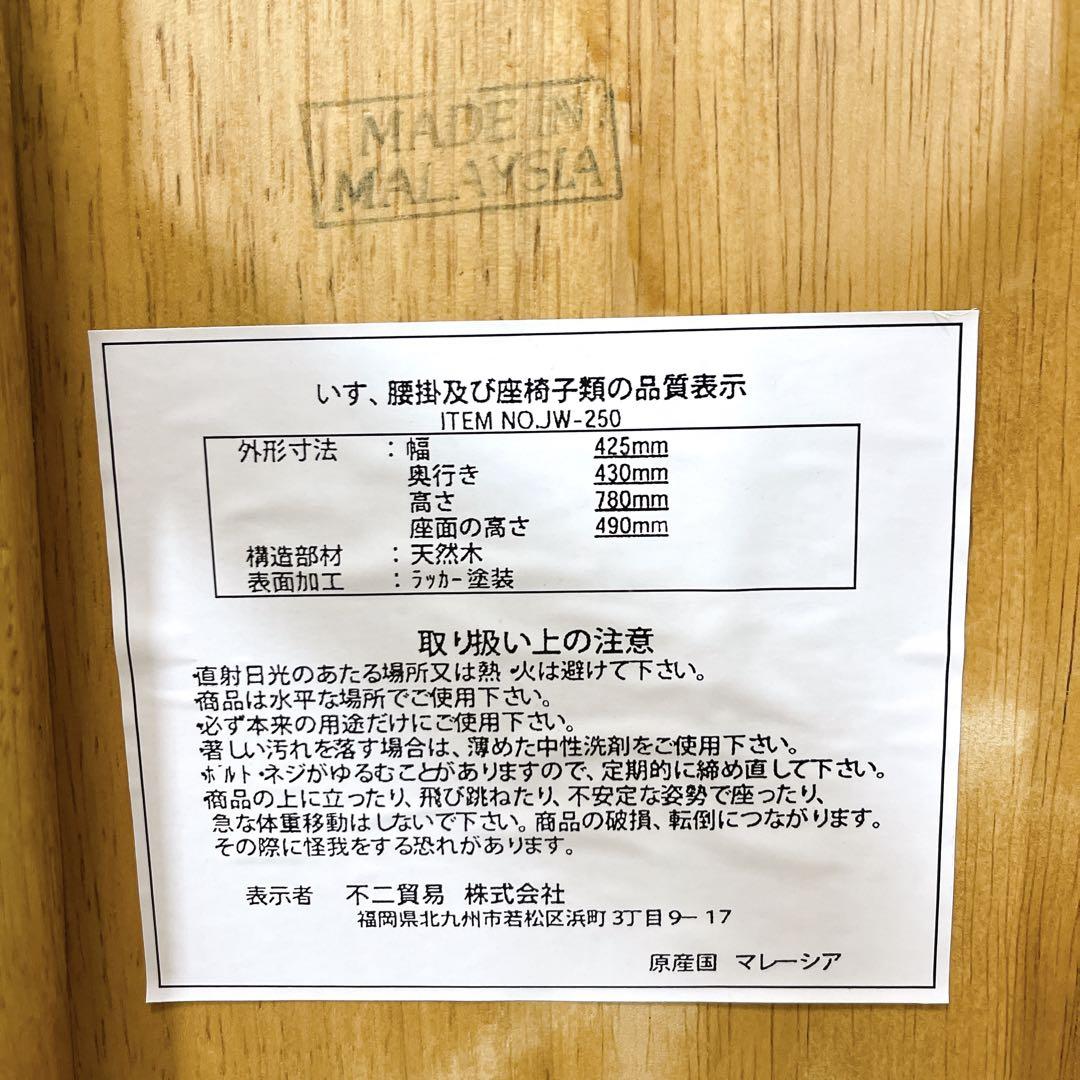 MADE IN
MALAYSIA
いす、腰掛及び座椅子類の品質表示
ITEM NO.JW-250
外形寸法 ：幅 425mm
奥行き 430mm
高さ 780mm
座面の高さ 490mm
構造部材 ：天然木
表面加工 ：ﾗｯｶｰ塗装
取り扱い上の注意
・直射日光のあたる場所又は熱・火は避けて下さい。
・商品は水平な場所でご使用下さい。
・必ず本来の用途だけにご使用下さい。
・著しい汚れを落す場合は、薄めた中性洗剤をご使用下さい。
・ﾎﾞﾙﾄ・ネジがゆるむことがありますので、定期的に締め直して下さい。
・商品の上に立ったり、飛び跳ねたり、不安定な姿勢で座ったり、
急な体重移動はしないで下さい。商品の破損、転倒につながります。
その際に怪我をする恐れがあります。
表示者 不二貿易 株式会社
福岡県北九州市若松区浜町3丁目9-17
原産国 マレーシア